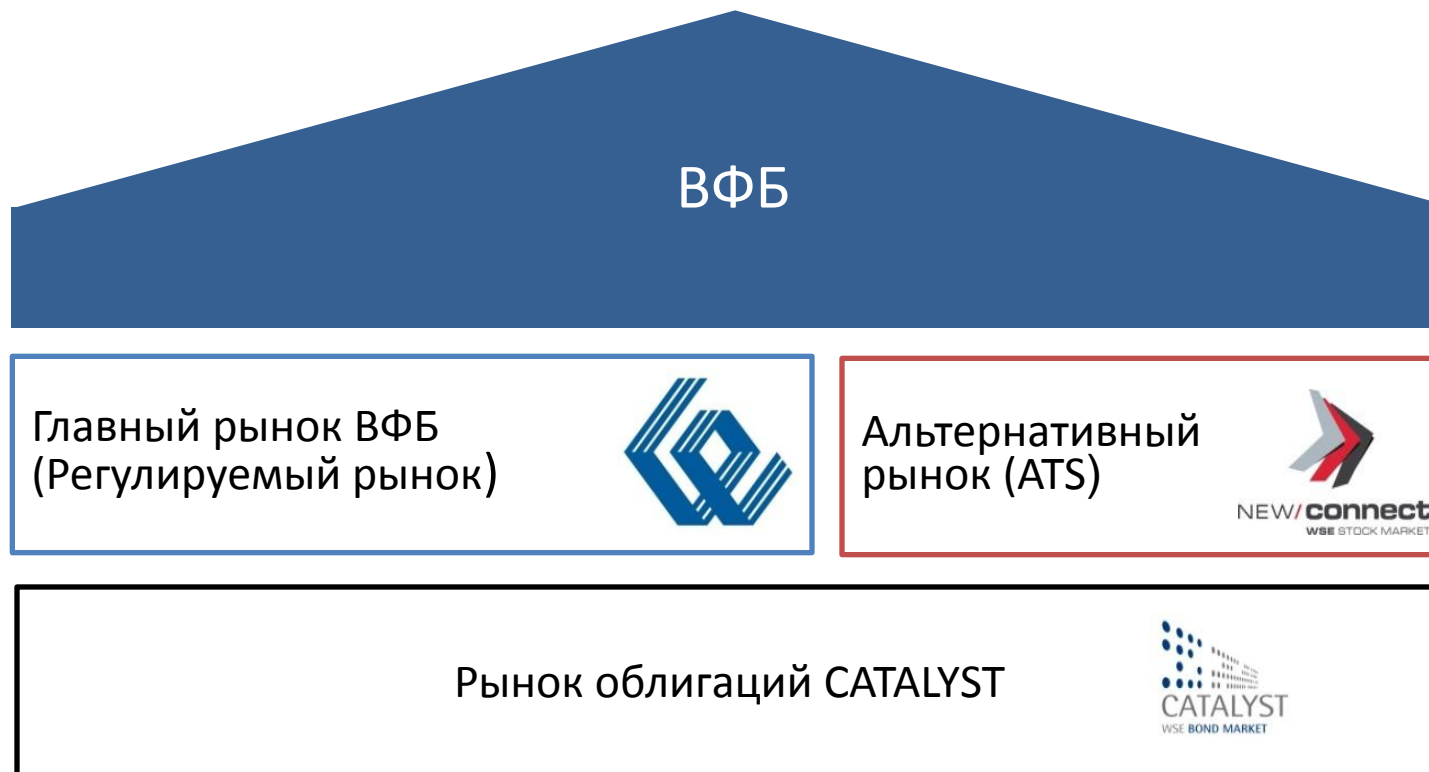 ВФБ
Главный рынок ВФБ
(Регулируемый рынок)
Альтернативный
рынок (ATS)
NEW/connect
WSE STOCK MARKET
Рынок облигаций CATALYST
CATALYST
WSE BOND MARKET